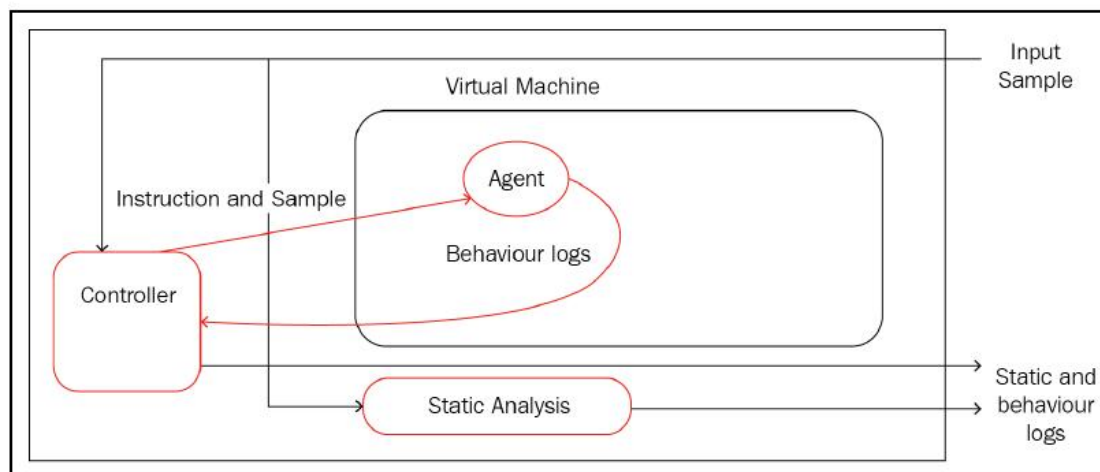 Input
Sample
Virtual Machine
Agent
Instruction and Sample
Behaviour logs
Controller
Static and
behaviour
logs
Static Analysis